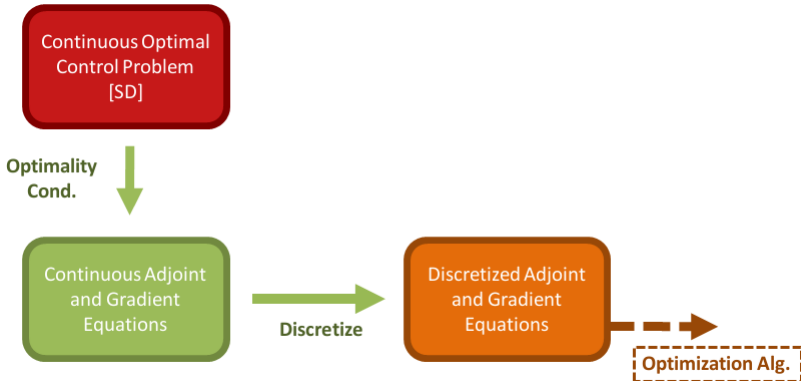 Continuous Optimal
Control Problem
[SD]
Optimality
Cond.
Continuous Adjoint
and Gradient
Equations
Discretize
Discretized Adjoint
and Gradient
Equations
Optimization Alg.